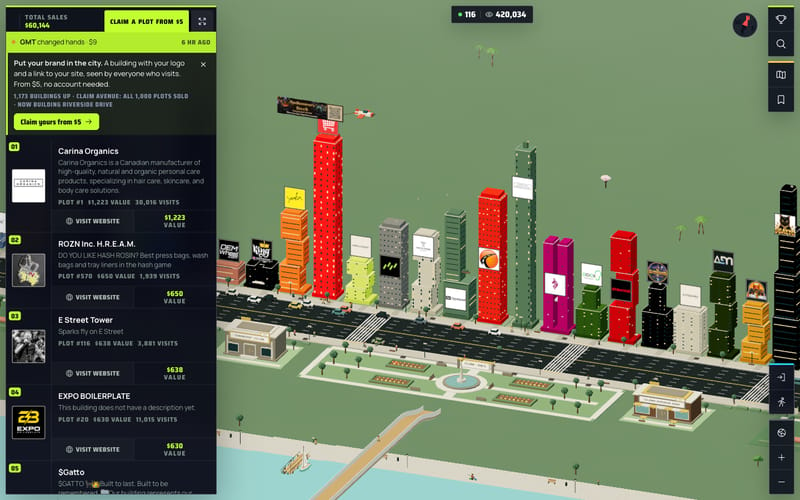 TOTAL SALES
$60,144
CLAIM A PLOT FROM $5
116
420,034
GMT changed hands · $9
6 HR AGO
Put your brand in the city. A building with your logo
and a link to your site, seen by everyone who visits.
From $5, no account needed.
1,173 BUILDINGS UP · CLAIM AVENUE: ALL 1,000 PLOTS SOLD
· NOW BUILDING RIVERSIDE DRIVE
Claim yours from $5 →
01
Carina Organics
Carina Organics is a Canadian manufacturer of
high-quality, natural and organic personal care
products, specializing in hair care, skincare, and
body care solutions.
PLOT #1 $1,223 VALUE 30,016 VISITS
VISIT WEBSITE
$1,223
VALUE
02
ROZN Inc. H.R.E.A.M.
DO YOU LIKE HASH ROSIN? Best press bags, wash
bags and tray liners in the hash game
PLOT #570 $650 VALUE 1,939 VISITS
VISIT WEBSITE
$650
VALUE
03
E Street Tower
Sparks fly on E Street
PLOT #116 $638 VALUE 3,881 VISITS
VISIT WEBSITE
$638
VALUE
04
EXPO BOILERPLATE
This building does not have a description yet.
PLOT #20 $630 VALUE 11,015 VISITS
EXPO
VISIT WEBSITE
$630
VALUE
05
$Gatto
Built to last. Built to be